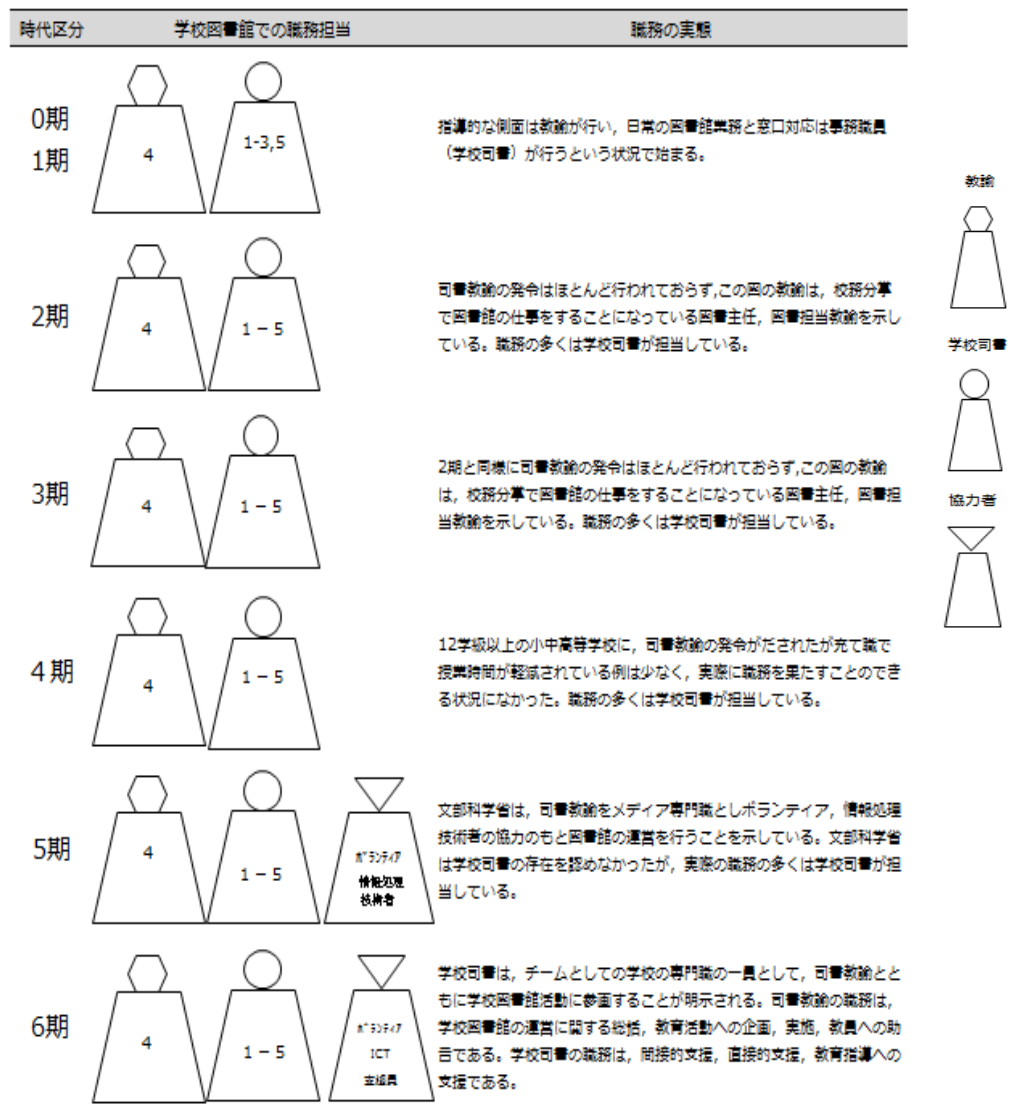 時代区分 学校図書館での職務担当 職務の実態
0期
1期
4
1-3,5
指導的な側面は教諭が行い，日常の図書館業務と窓口対応は事務職員
（学校司書）が行うという状況で始まる。
2期
4
1 − 5
司書教諭の発令はほとんど行われておらず,この図の教諭は，校務分掌
で図書館の仕事をすることになっている図書主任，図書担当教諭を示し
ている。職務の多くは学校司書が担当している。
3期
4
1 − 5
2期と同様に司書教諭の発令はほとんど行われておらず,この図の教諭
は，校務分掌で図書館の仕事をすることになっている図書主任，図書担
当教諭を示している。職務の多くは学校司書が担当している。
4期
4
1 − 5
12学級以上の小中高等学校に，司書教諭の発令がだされたが充て職で
授業時間が軽減されている例は少なく，実際に職務を果たすことのでき
る状況になかった。職務の多くは学校司書が担当している。
5期
4
1 − 5
ﾎﾞﾗﾝﾃｨｱ
情報処理
技術者
文部科学省は，司書教諭をメディア専門職としボランティア，情報処理
技術者の協力のもと図書館の運営を行うことを示している。文部科学省
は学校司書の存在を認めなかったが，実際の職務の多くは学校司書が担
当している。
6期
4
1 − 5
ﾎﾞﾗﾝﾃｨｱ
ICT
支援員
学校司書は，チームとしての学校の専門職の一員として，司書教諭とと
もに学校図書館活動に参画することが明示される。司書教諭の職務は，
学校図書館の運営に関する総括，教育活動への企画，実施，教員への助
言である。学校司書の職務は，間接的支援，直接的支援，教育指導への
支援である。
教諭
学校司書
協力者